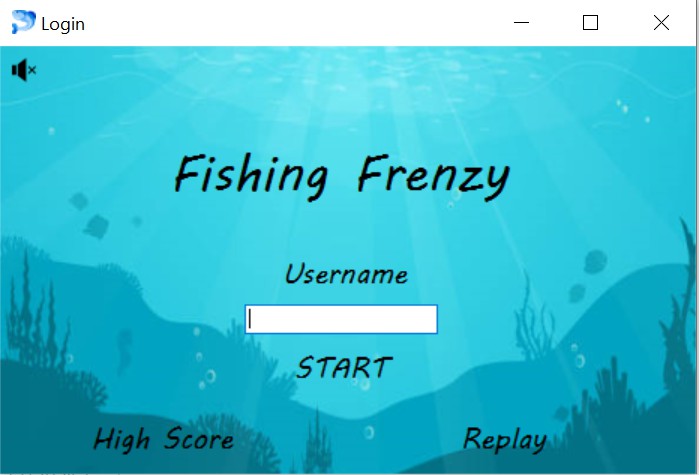 Login
Fishing Frenzy
Username
START
High Score
Replay